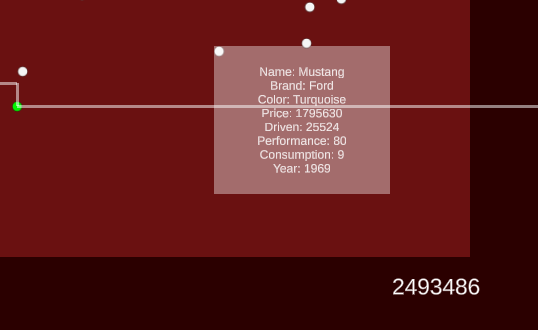 Name: Mustang
Brand: Ford
Color: Turquoise
Price: 1795630
Driven: 25524
Performance: 80
Consumption: 9
Year: 1969
2493486